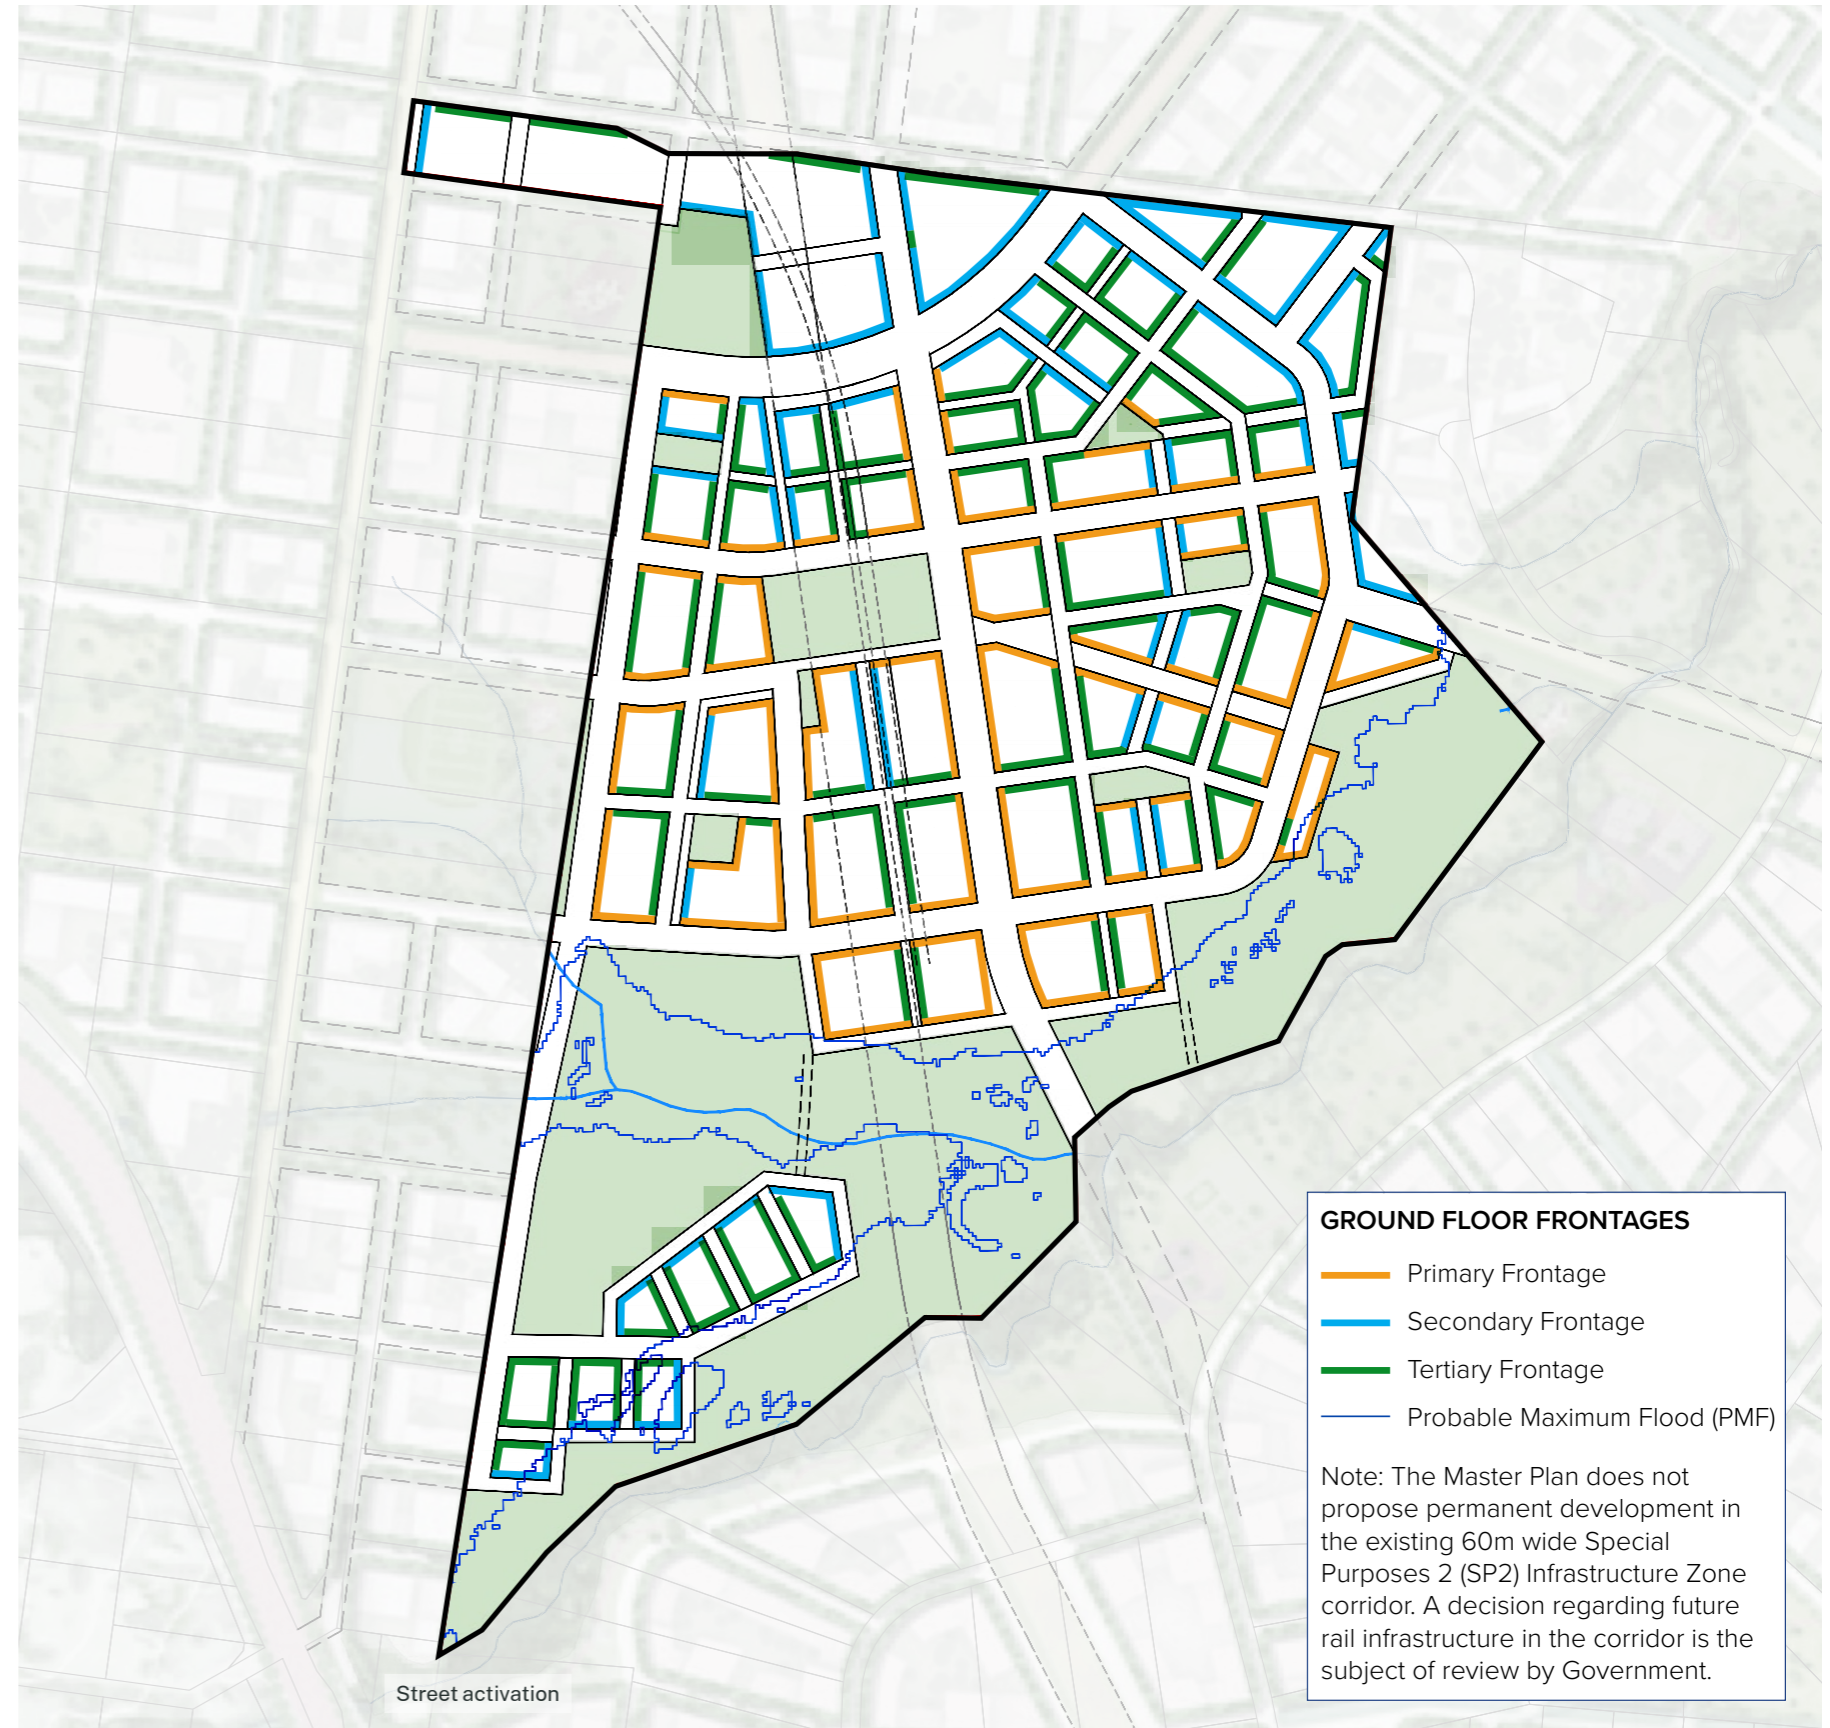 GROUND FLOOR FRONTAGES
Primary Frontage
Secondary Frontage
Tertiary Frontage
Probable Maximum Flood (PMF)
Note: The Master Plan does not
propose permanent development in
the existing 60m wide Special
Purposes 2 (SP2) Infrastructure Zone
corridor. A decision regarding future
rail infrastructure in the corridor is the
subject of review by Government.
Street activation